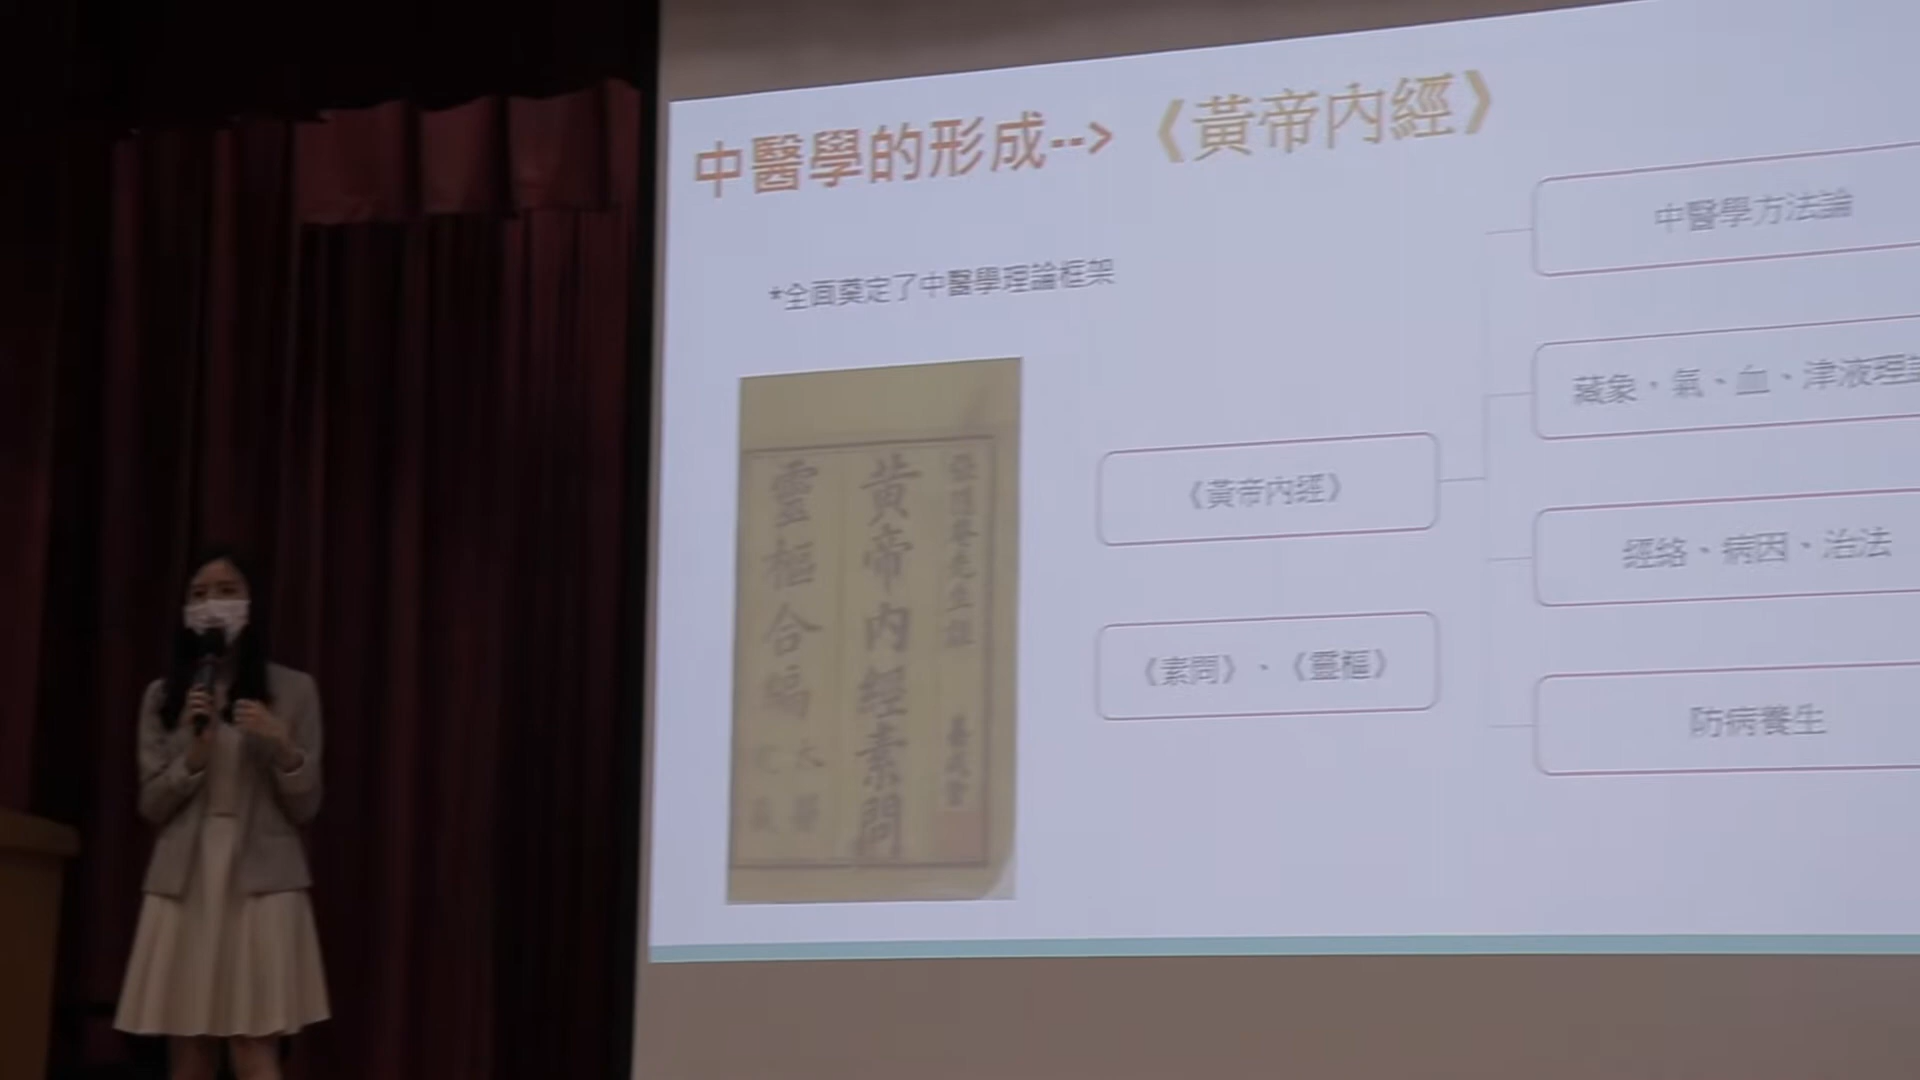 中醫學的形成-->《黃帝內經》
*全面奠定了中醫學理論框架
黃帝內經素問
靈樞合編
《黃帝內經》
《素問》、《靈樞》
中醫學方法論
藏象，氣、血、津液理論
經絡、病因、治法
防病養生